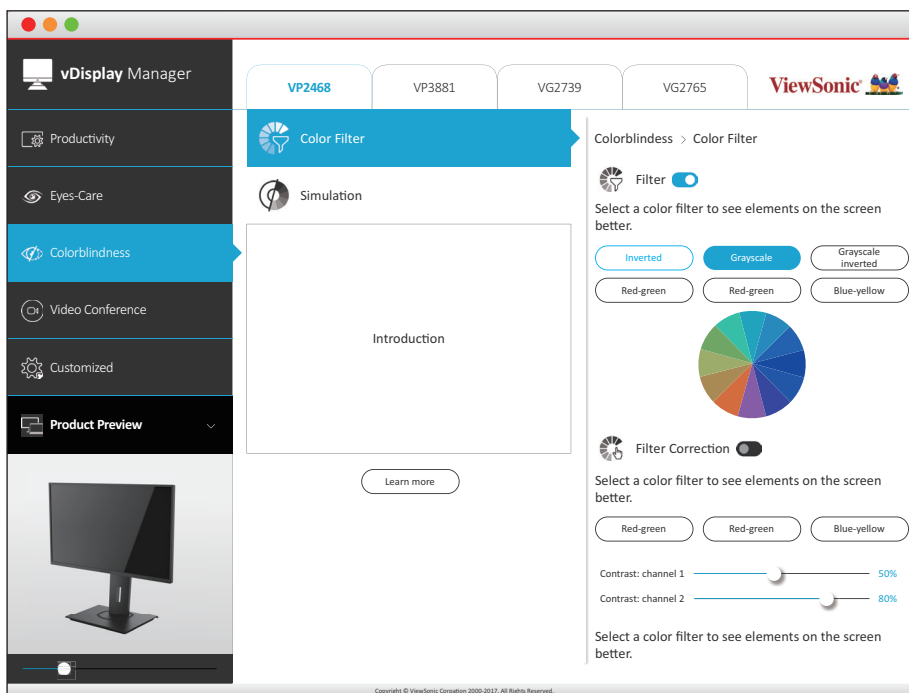 vDisplay Manager
VP2468
VP3881
VG2739
VG2765
ViewSonic
Productivity
Eyes-Care
Colorblindness
Video Conference
Customized
Product Preview
Color Filter
Simulation
Introduction
Learn more
Colorblindness > Color Filter
Filter
Select a color filter to see elements on the screen
better.
Inverted
Grayscale
Grayscale
inverted
Red-green
Red-green
Blue-yellow
Filter Correction
Select a color filter to see elements on the screen
better.
Red-green
Red-green
Blue-yellow
Contrast: channel 1
50%
Contrast: channel 2
80%
Select a color filter to see elements on the screen
better.
Copyright © ViewSonic Corpation 2000-2017. All Rights Reserved.